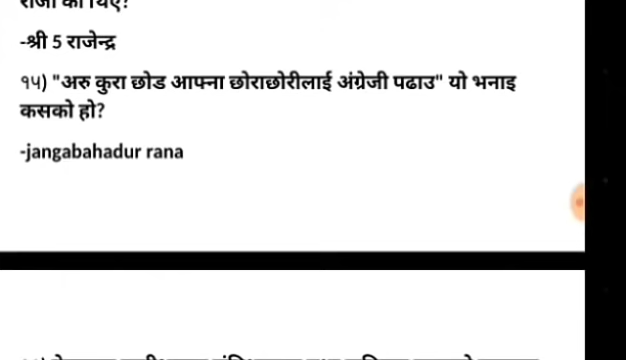 राजा को थिए?
-श्री 5 राजेन्द्र
१५) "अरु कुरा छोड आफ्ना छोराछोरीलाई अंग्रेजी पढाउ" यो भनाइ
कसको हो?
-jangabahadur rana